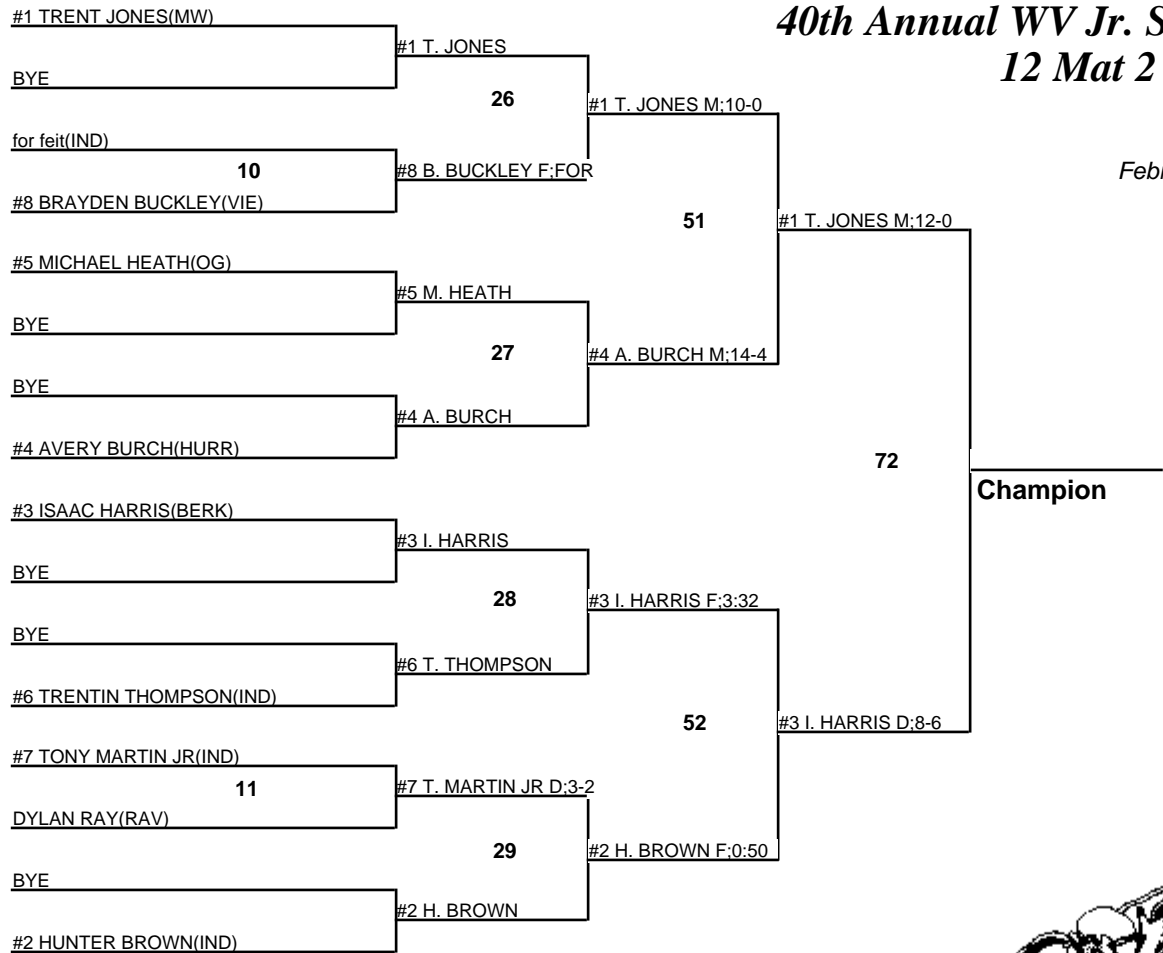 #1 TRENT JONES(MW)
40th Annual WV Jr. S
#1 T. JONES
12 Mat 2
BYE
26
#1 T. JONES M;10-0
for feit(IND)
10
#8 B. BUCKLEY F;FOR
Feb
#8 BRAYDEN BUCKLEY(VIE)
51
#1 T. JONES M;12-0
#5 MICHAEL HEATH(OG)
#5 M. HEATH
BYE
27
#4 A. BURCH M;14-4
BYE
#4 A. BURCH
#4 AVERY BURCH(HURR)
72
Champion
#3 ISAAC HARRIS(BERK)
#3 I. HARRIS
BYE
28
#3 I. HARRIS F;3:32
BYE
#6 T. THOMPSON
#6 TRENTIN THOMPSON(IND)
52
#3 I. HARRIS D;8-6
#7 TONY MARTIN JR(IND)
11
#7 T. MARTIN JR D;3-2
DYLAN RAY(RAV)
29
#2 H. BROWN F;0:50
BYE
#2 H. BROWN
#2 HUNTER BROWN(IND)